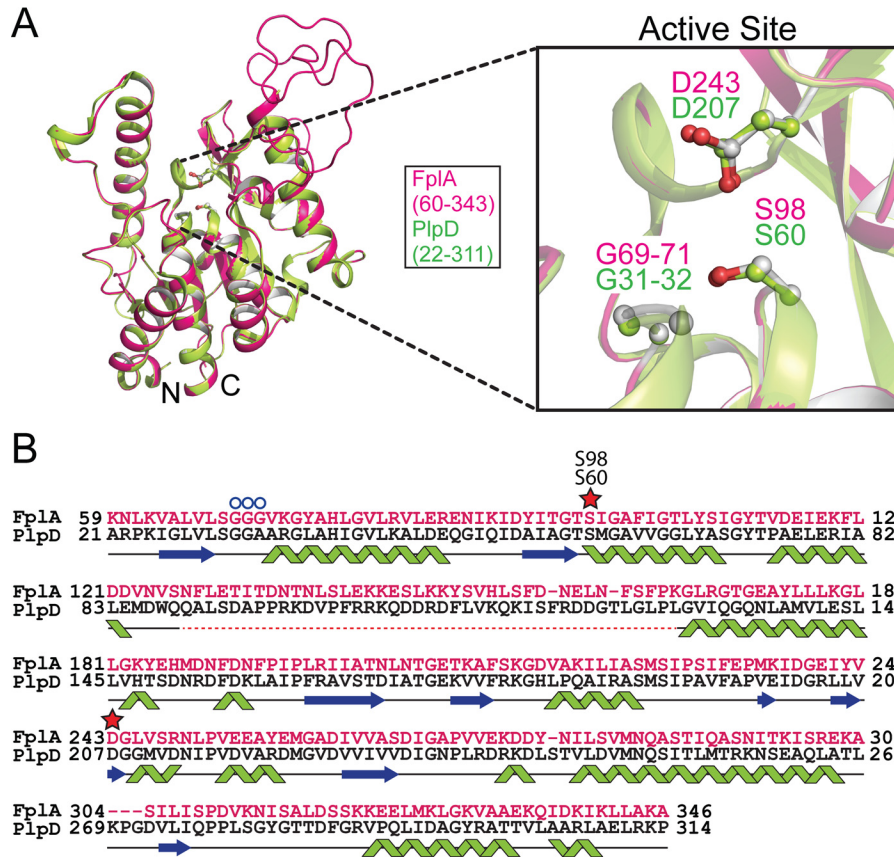 A
Active Site
D243
D207
FplA
(60-343)
PlpD
(22-311)
S98
S60
G69-71
G31-32
N C
B
S98
S60
FplA 59 KNLKVALVLSGGGVKGYAHLGVLRVLERENIKIDYITGTSIGAFIGTLYSIGYTVDEIEKFL 12
PlpD 21 ARPKIGLVLSGGAARGLAHIGVLKALDEQGIQIDAIAGTSMGAVVGGLYASGYTPAELERIA 82
121 DDVNVSNFLETITDNTNLSLEKKESLKKYSVHLSFD-NELN-FSFPKGLRGTGEAYLLLKGL 18
83 LEMDWQQALSDAPPRKDVPFRRKQDDRDFLVKQKISFRDDGTLGLPLGVIQGQNLAMVLESL 14
FplA 181 LGKYEHMDNFDNFPIPLRIIATNLNTGETKAFSKGDVAKILIASMSIPSIFEPMKIDGEIYV 24
PlpD 145 LVHTSDNRDFDKLAIPFRAVSTDIATGEKVVFRKGHLPQAIRASMSIPAVFAPVEIDGRLLV 20
FplA 243 DGLVSRNLPVEEAYEMGADIVVASDIGAPVVEKDDY-NILSVMNQASTIQASNITKISREKA 30
PlpD 207 DGGMVDNIPVDVARDMGVDVVIVVDIGNPLRDRKDLSTVLDVMNQSITLMTRKNSEAQLATL 26
FplA 304 ---SILISPDVKNISALDSSKKEELMKLGKVAAEKQIDKIKLLAKA 346
PlpD 269 KPGDVLIQPPLSGYGTTDFGRVPQLIDAGYRATTVLAARLAELRKP 314